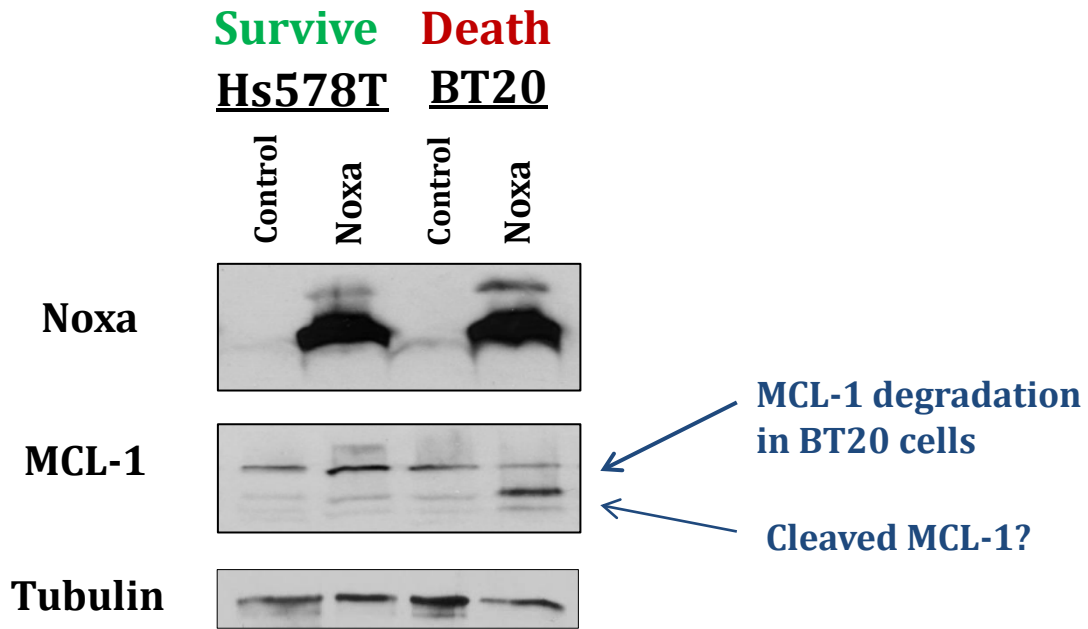 Survive Death
Hs578T BT20
Control Noxa Control Noxa
Noxa
MCL-1
Tubulin
MCL-1 degradation
in BT20 cells
Cleaved MCL-1?